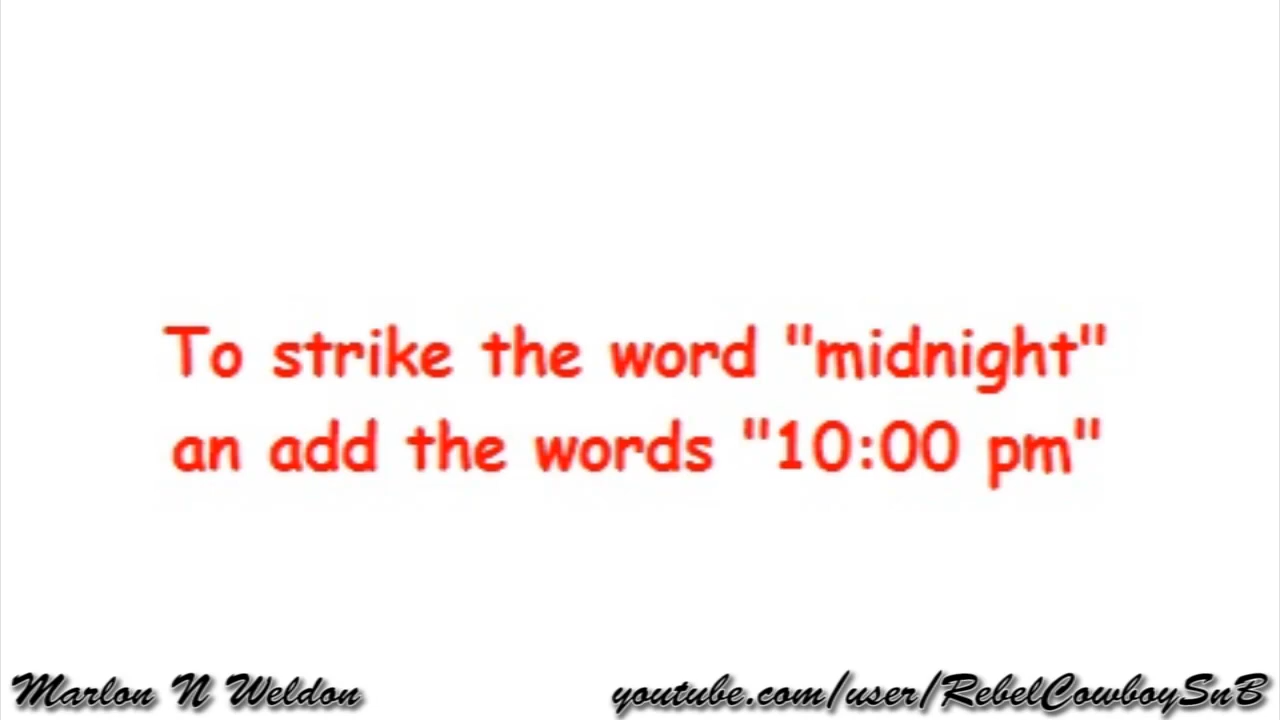 To strike the word "midnight"
an add the words "10:00 pm"
Marlon N Weldon
youtube.com/user/RebelCowboySnB